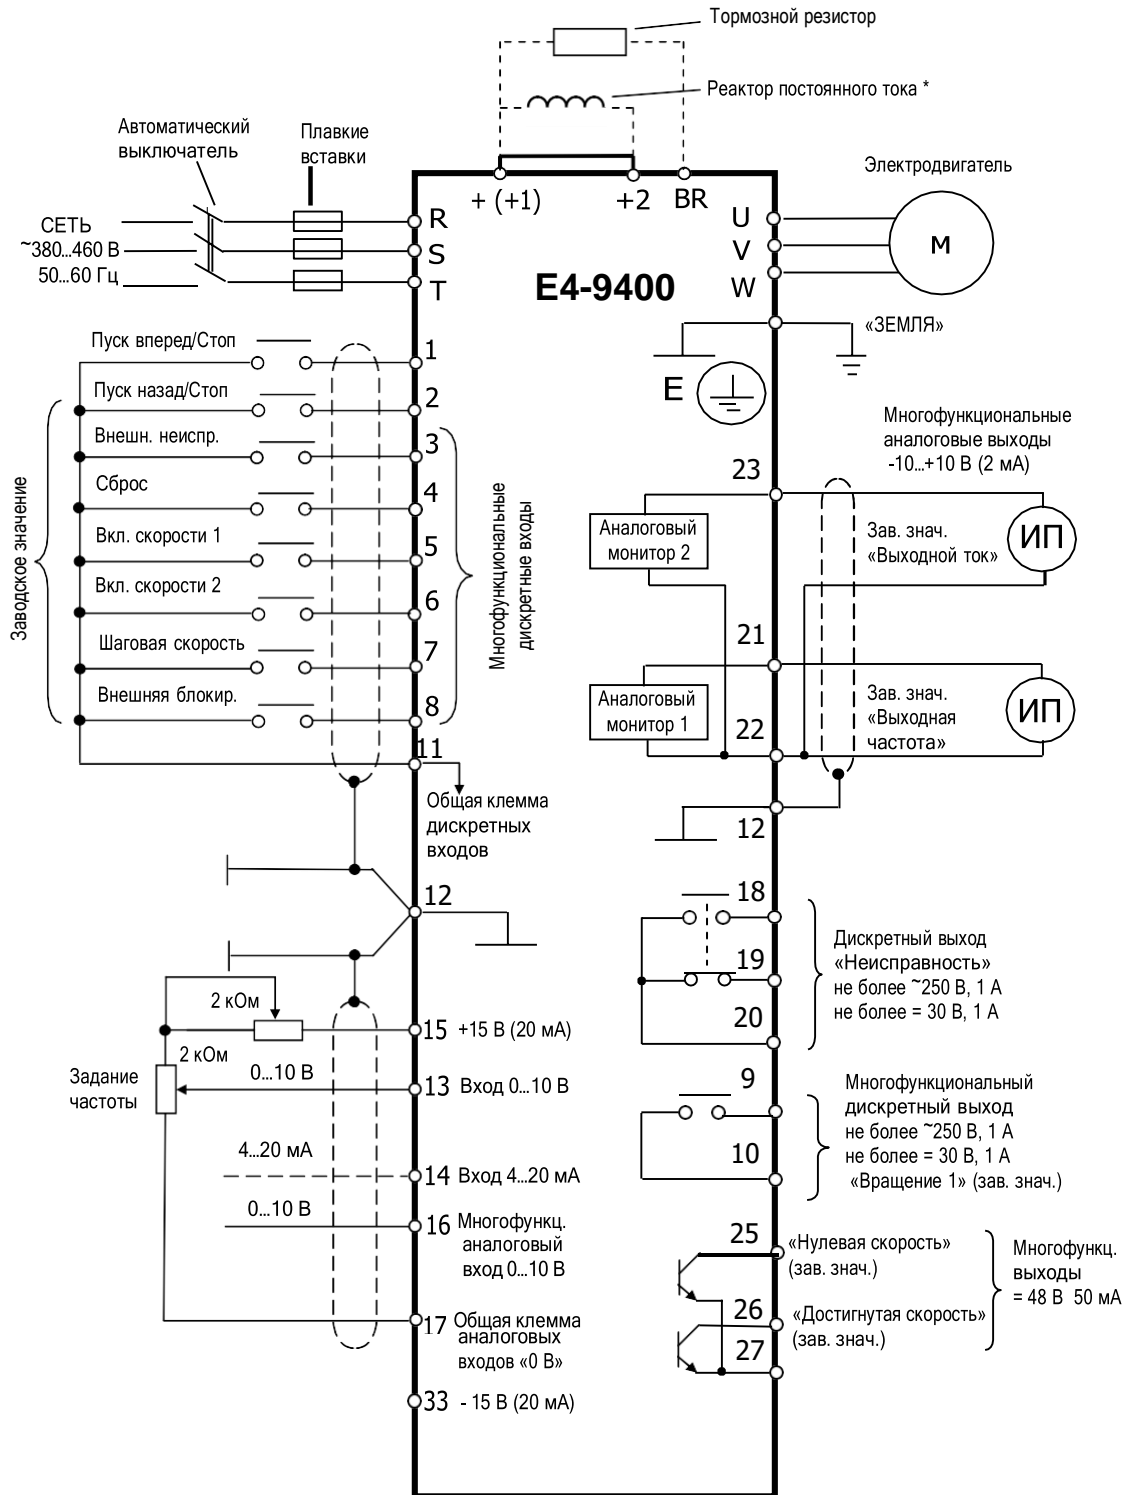 Тормозной резистор
Реактор постоянного тока *
Автоматический
выключатель
Плавкие
вставки
Электродвигатель
+ (+1)
+2
BR
СЕТЬ
~380...460 В
50...60 Гц
R
S
T
U
V
W
М
E4-9400
«ЗЕМЛЯ»
E
Заводское значение
Пуск вперед/Стоп
Пуск назад/Стоп
Внешн. неиспр.
Сброс
Вкл. скорости 1
Вкл. скорости 2
Шаговая скорость
Внешняя блокир.
1
2
3
4
5
6
7
8
11
Многофункциональные
дискретные входы
Общая клемма
дискретных
входов
12
Многофункциональные
аналоговые выходы
-10...+10 В (2 мА)
23
Аналоговый
монитор 2
Зав. знач.
«Выходной ток»
ИП
21
Аналоговый
монитор 1
22
Зав. знач.
«Выходная
частота»
ИП
12
18
19
20
Дискретный выход
«Неисправность»
не более ~250 В, 1 А
не более = 30 В, 1 А
2 кОм
15 +15 В (20 мА)
2 кОм
Задание
частоты
0...10 В
13 Вход 0...10 В
4...20 мА
14 Вход 4...20 мА
0...10 В
16 Многофункц.
аналоговый
вход 0...10 В
17 Общая клемма
аналоговых
входов «0 В»
33 - 15 В (20 мА)
9
10
Многофункциональный
дискретный выход
не более ~250 В, 1 А
не более = 30 В, 1 А
«Вращение 1» (зав. знач.)
25
«Нулевая скорость»
(зав. знач.)
26
«Достигнутая скорость»
(зав. знач.)
27
Многофункц.
выходы
= 48 В 50 мА